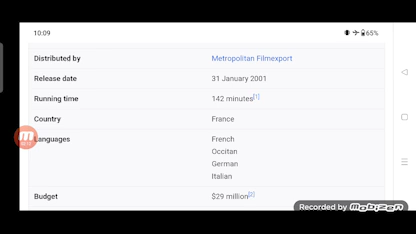 10:09
65%
Distributed by Metropolitan Filmexport
Release date 31 January 2001
Running time 142 minutes[1]
Country France
Languages French
Occitan
German
Italian
Budget $29 million[2]
Recorded by Mobizen